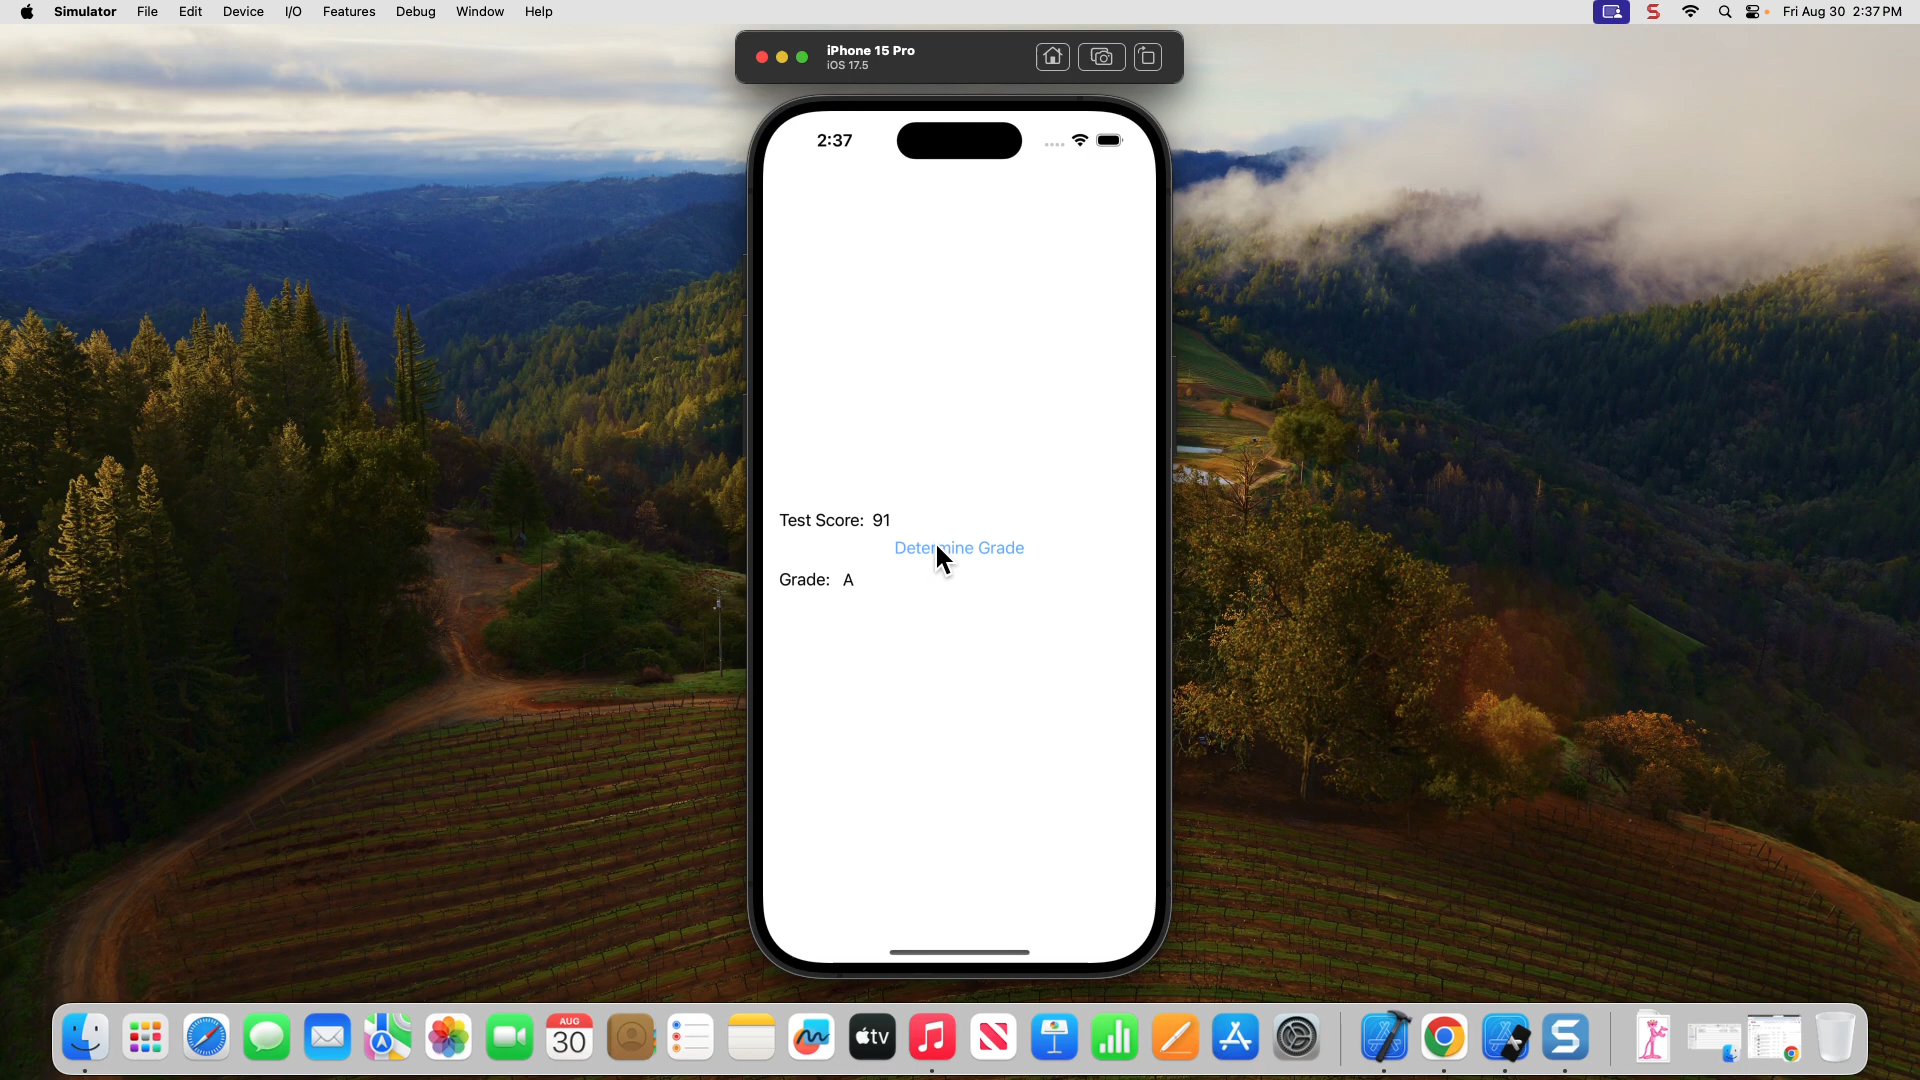 Simulator File Edit Device I/O Features Debug Window Help
Fri Aug 30 2:37 PM
iPhone 15 Pro
iOS 17.5
2:37
Test Score: 91
Determine Grade
Grade: A
AUG
30
tv